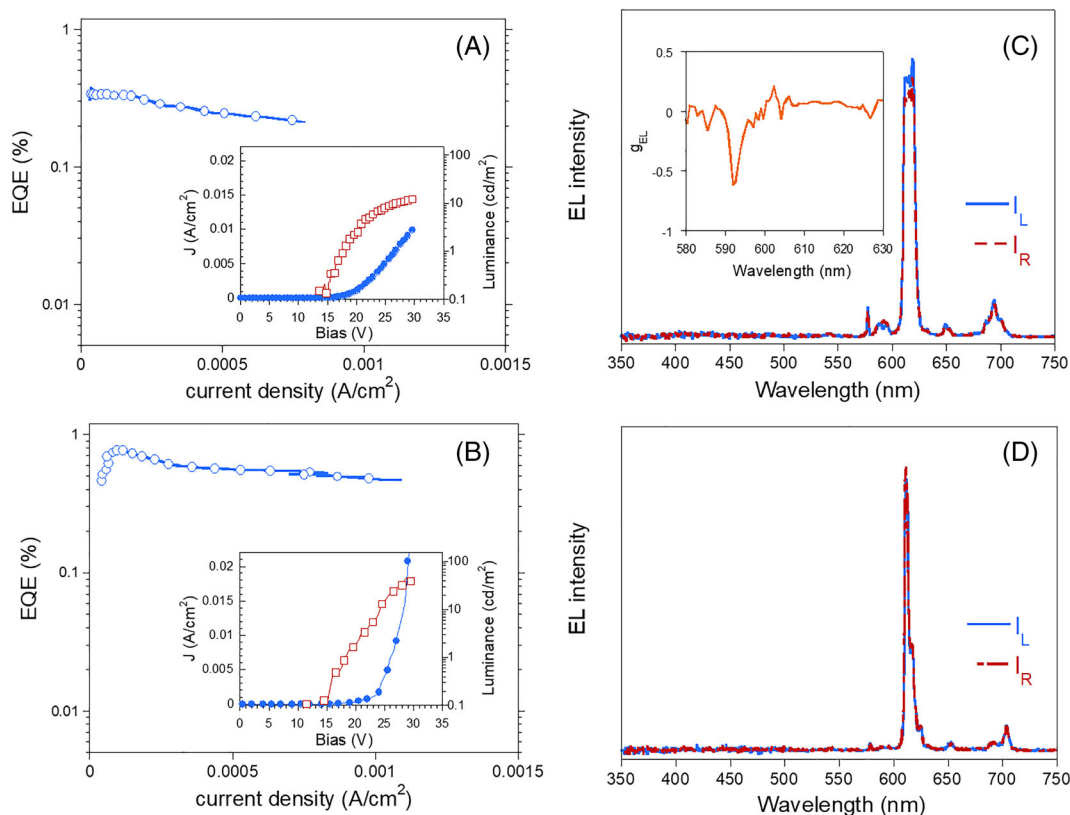 (A)
EQE (%)
1
0.1
0.01
0 0.0005 0.001 0.0015
current density (A/cm²)
J (A/cm²)
0.02
0.015
0.01
0.005
0
0 5 10 15 20 25 30 35
Bias (V)
100
10
1
0.1
Luminance (cd/m²)
(C)
EL intensity
I_L
I_R
350 400 450 500 550 600 650 700 750
Wavelength (nm)
g_EL
0.5
0
-0.5
-1
580 590 600 610 620 630
Wavelength (nm)
(B)
EQE (%)
1
0.1
0.01
0 0.0005 0.001 0.0015
current density (A/cm²)
J (A/cm²)
0.02
0.015
0.01
0.005
0
0 5 10 15 20 25 30 35
Bias (V)
100
10
1
0.1
Luminance (cd/m²)
(D)
EL intensity
I_L
I_R
350 400 450 500 550 600 650 700 750
Wavelength (nm)